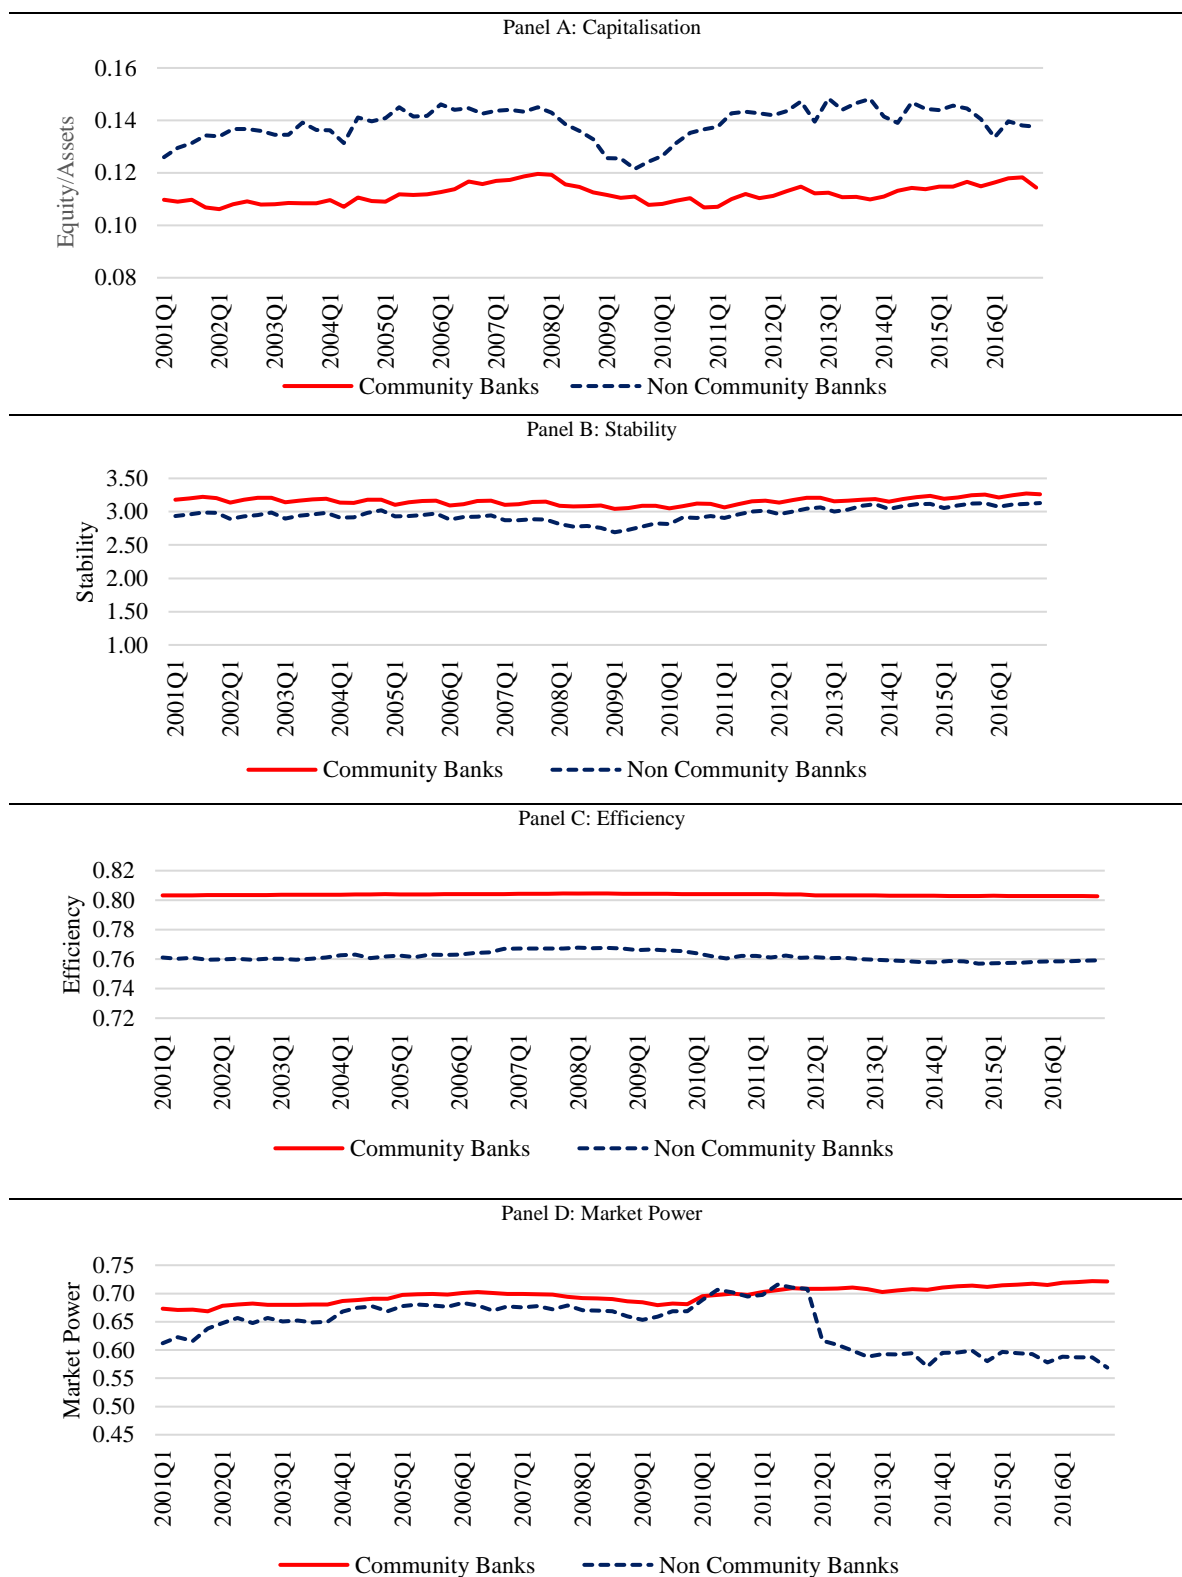 Panel A: Capitalisation
Equity/Assets
0.16
0.14
0.12
0.10
0.08
2001Q1
2002Q1
2003Q1
2004Q1
2005Q1
2006Q1
2007Q1
2008Q1
2009Q1
2010Q1
2011Q1
2012Q1
2013Q1
2014Q1
2015Q1
2016Q1
Community Banks
Non Community Bannks
Panel B: Stability
Stability
3.50
3.00
2.50
2.00
1.50
1.00
2001Q1
2002Q1
2003Q1
2004Q1
2005Q1
2006Q1
2007Q1
2008Q1
2009Q1
2010Q1
2011Q1
2012Q1
2013Q1
2014Q1
2015Q1
2016Q1
Community Banks
Non Community Bannks
Panel C: Efficiency
Efficiency
0.82
0.80
0.78
0.76
0.74
0.72
2001Q1
2002Q1
2003Q1
2004Q1
2005Q1
2006Q1
2007Q1
2008Q1
2009Q1
2010Q1
2011Q1
2012Q1
2013Q1
2014Q1
2015Q1
2016Q1
Community Banks
Non Community Bannks
Panel D: Market Power
Market Power
0.75
0.70
0.65
0.60
0.55
0.50
0.45
2001Q1
2002Q1
2003Q1
2004Q1
2005Q1
2006Q1
2007Q1
2008Q1
2009Q1
2010Q1
2011Q1
2012Q1
2013Q1
2014Q1
2015Q1
2016Q1
Community Banks
Non Community Bannks